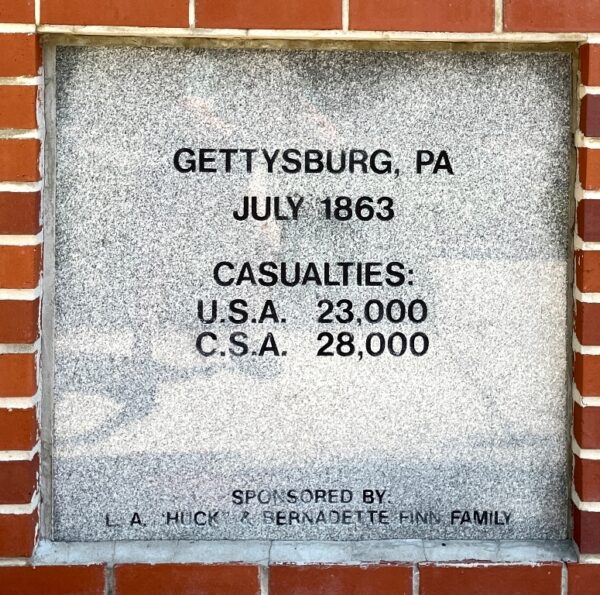 GETTYSBURG, PA
JULY 1863
CASUALTIES:
U.S.A. 23,000
C.S.A. 28,000
SPONSORED BY:
L. A. "HUCK" & BERNADETTE FINN FAMILY